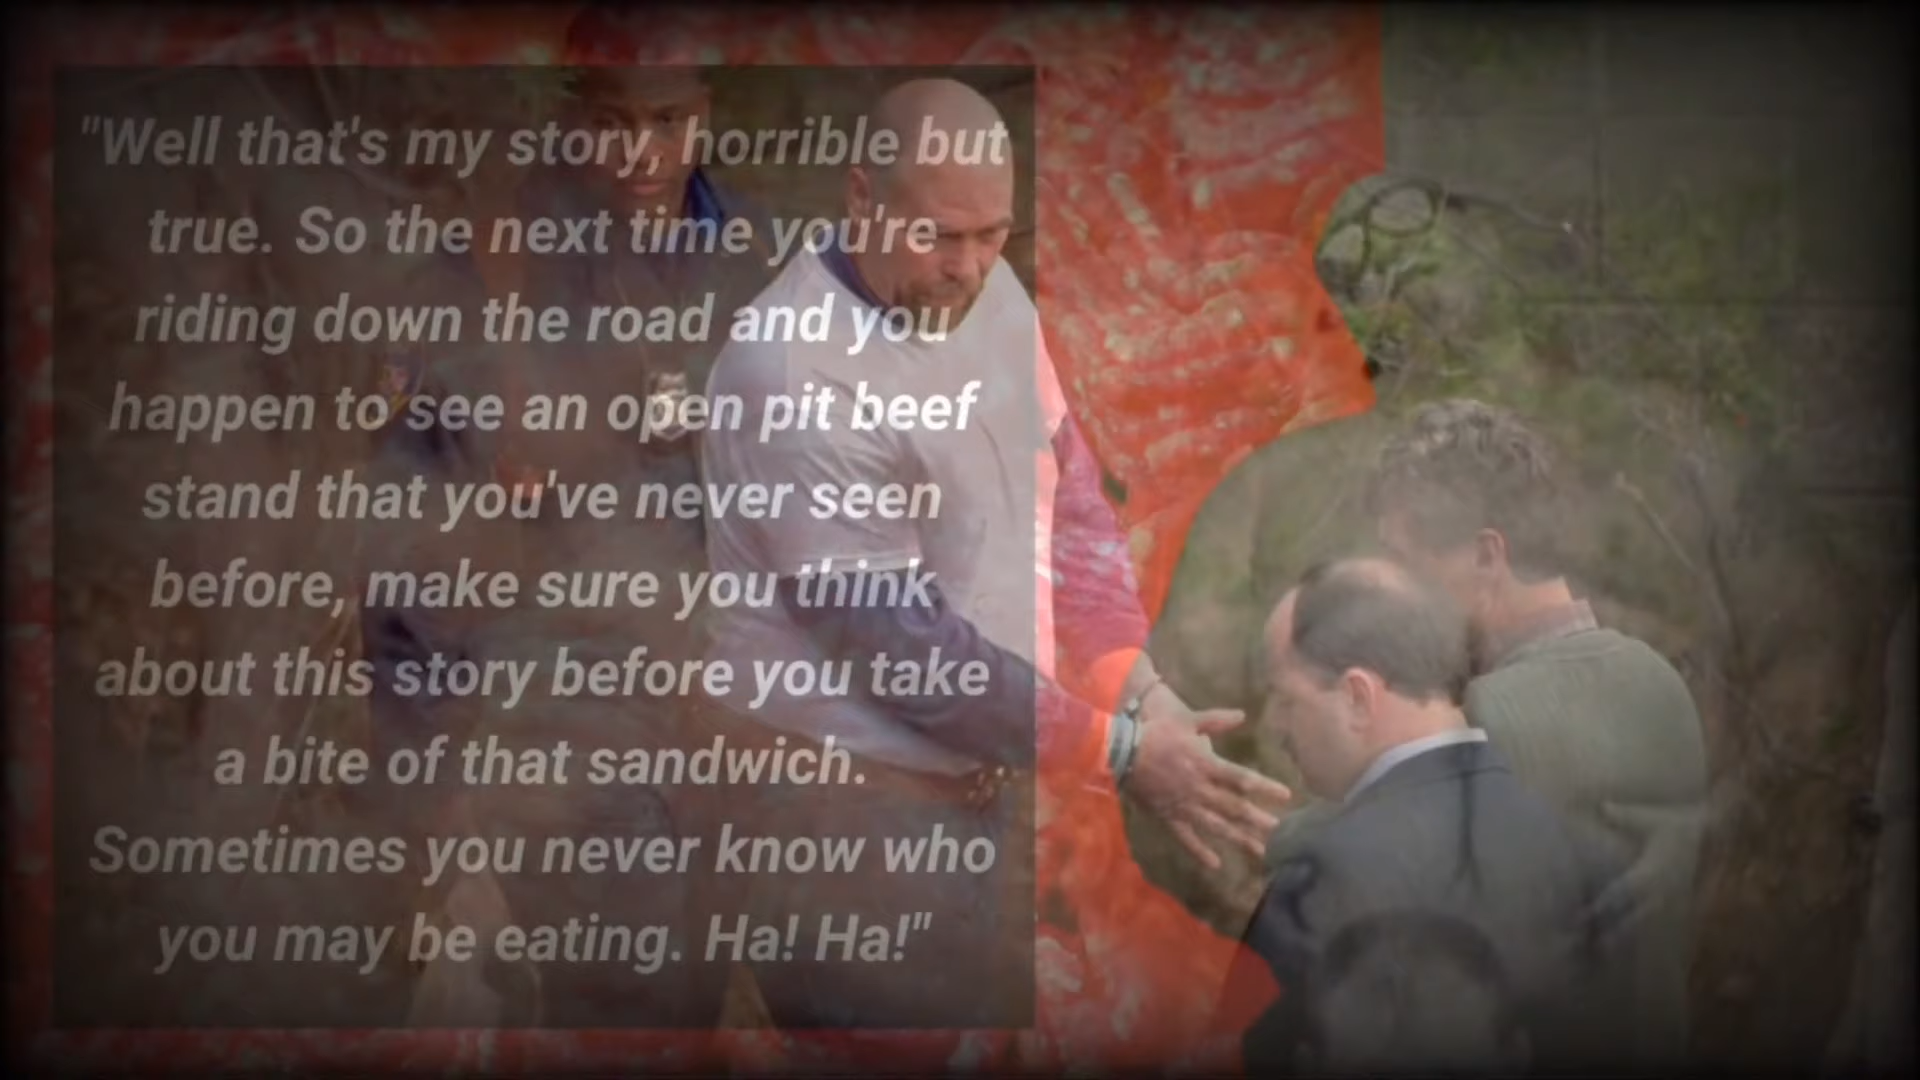 "Well that's my story, horrible but
true. So the next time you're
riding down the road and you
happen to see an open pit beef
stand that you've never seen
before, make sure you think
about this story before you take
a bite of that sandwich.
Sometimes you never know who
you may be eating. Ha! Ha!"